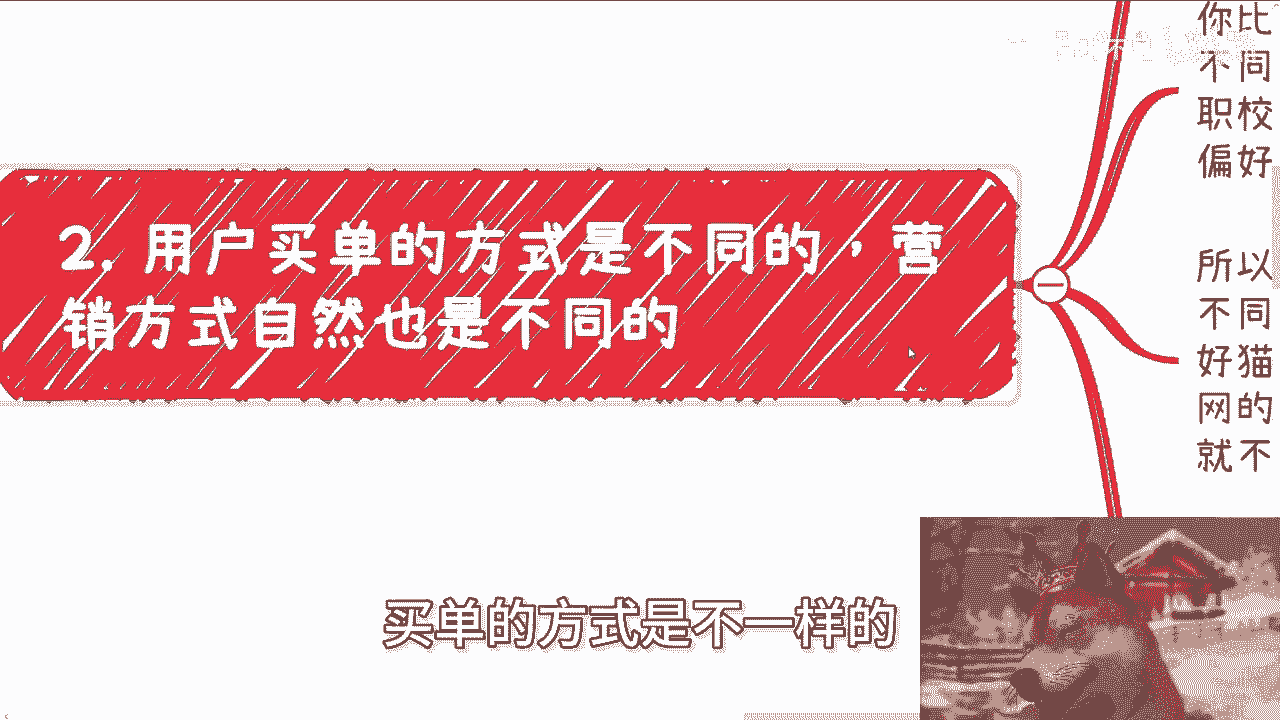 2. 用户买单的方式是不同的，营
销方式自然也是不同的
你比
不同
职校
偏好
所以
不同
好猫
网的
就不
买单的方式是不一样的